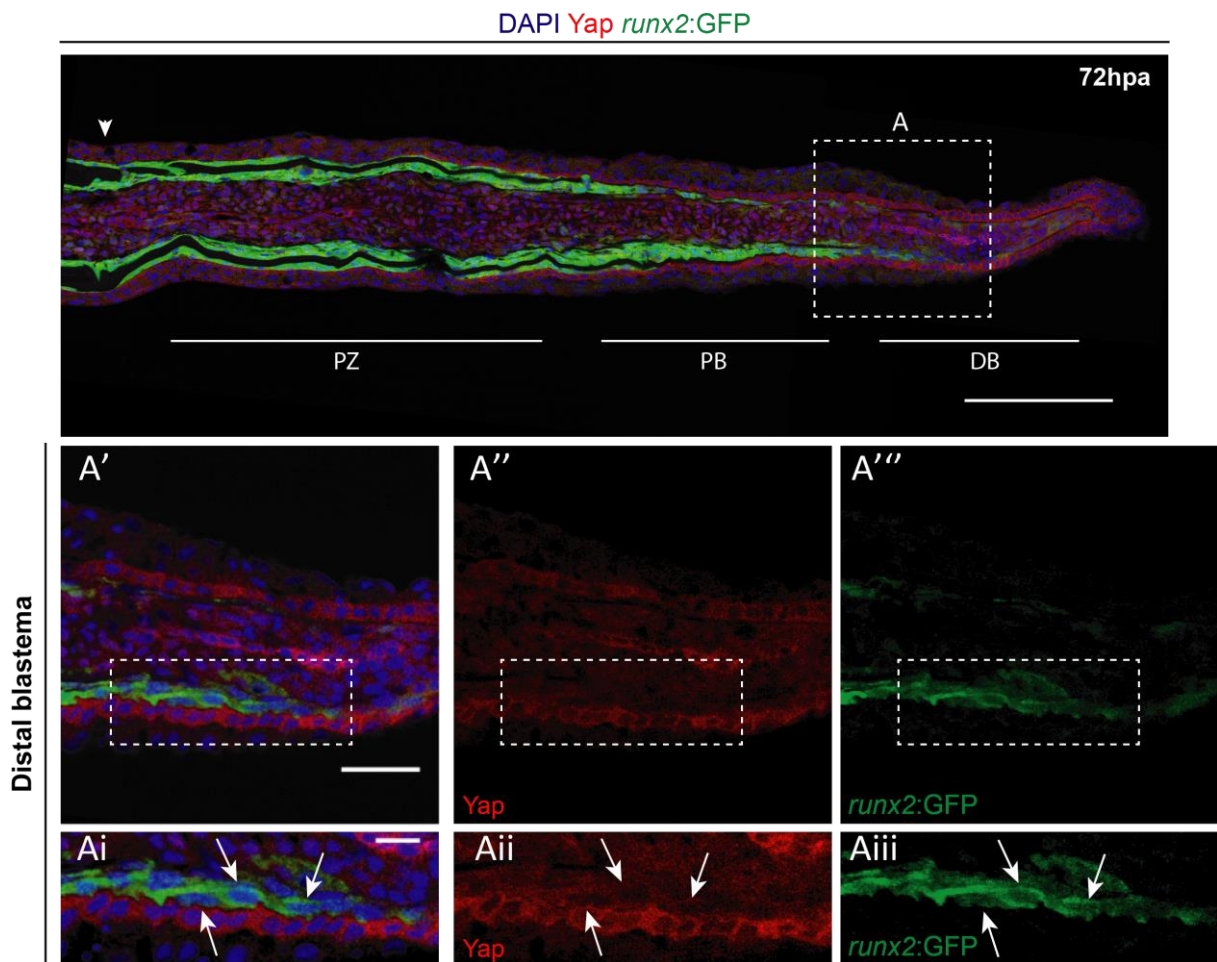 DAPI Yap runx2:GFP
72hpa
A
PZ
PB
DB
Distal blastema
A'
A''
A'''
Yap
runx2:GFP
Ai
Aii
Aiii
Yap
runx2:GFP